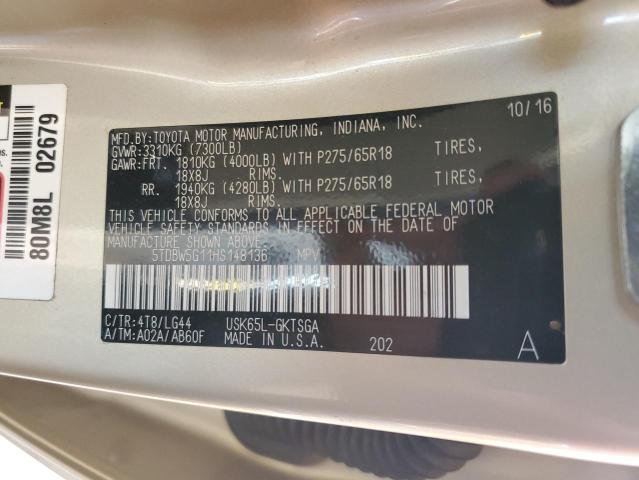 10/16
MFD.BY:TOYOTA MOTOR MANUFACTURING, INDIANA, INC.
GVWR:3310KG (7300LB)
GAWR:FRT. 1810KG (4000LB) WITH P275/65R18 TIRES,
18X8J RIMS.
RR. 1940KG (4280LB) WITH P275/65R18 TIRES,
18X8J RIMS.
THIS VEHICLE CONFORMS TO ALL APPLICABLE FEDERAL MOTOR
VEHICLE SAFETY STANDARDS IN EFFECT ON THE DATE OF
MANUFACTURE SHOWN ABOVE.
5TDBW5G11HS148136 MPV
C/TR:4T8/LG44 USK65L-GKTSGA
A/TM:A02A/AB60F MADE IN U.S.A. 202 A
80M8L 02679